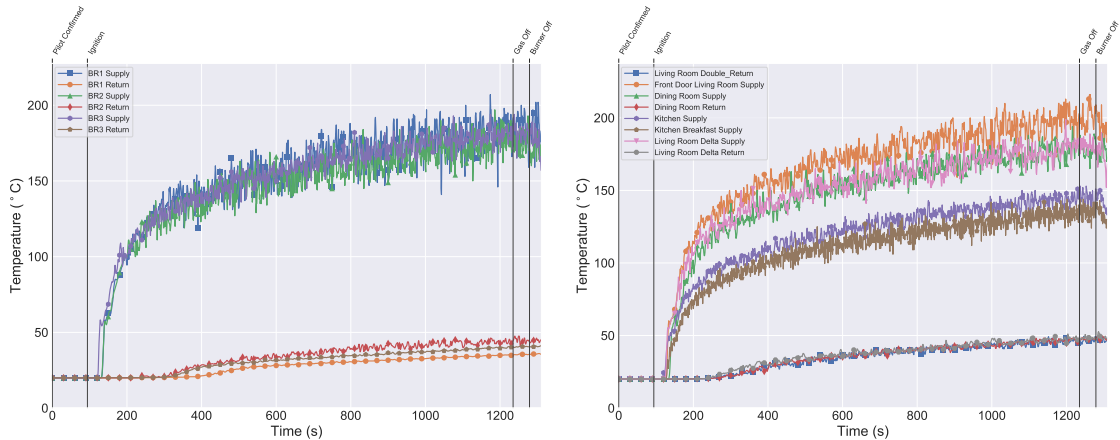 Pilot Confirmed
Ignition
Gas Off
Burner Off
BR1 Supply
BR1 Return
BR2 Supply
BR2 Return
BR3 Supply
BR3 Return
200
150
100
50
0
Temperature (°C)
0 200 400 600 800 1000 1200
Time (s)
Pilot Confirmed
Ignition
Gas Off
Burner Off
Living Room Double_Return
Front Door Living Room Supply
Dining Room Supply
Dining Room Return
Kitchen Supply
Kitchen Breakfast Supply
Living Room Delta Supply
Living Room Delta Return
200
150
100
50
0
Temperature (°C)
0 200 400 600 800 1000 1200
Time (s)